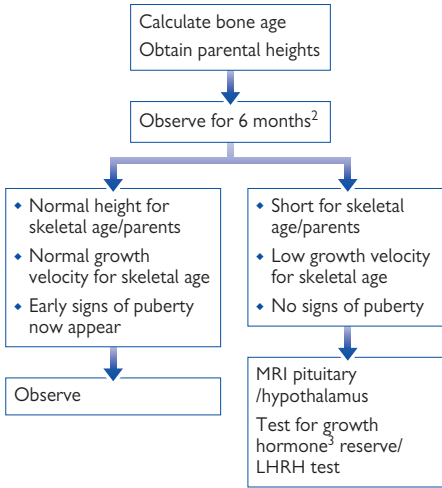 Calculate bone age
Obtain parental heights
Observe for 6 months²
◆ Normal height for
skeletal age/parents
◆ Normal growth
velocity for skeletal age
◆ Early signs of puberty
now appear
Observe
◆ Short for skeletal
age/parents
◆ Low growth velocity
for skeletal age
◆ No signs of puberty
MRI pituitary
/hypothalamus
Test for growth
hormone³ reserve/
LHRH test